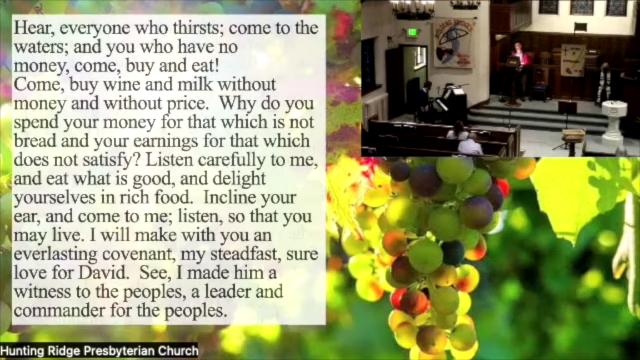 Hear, everyone who thirsts; come to the
waters; and you who have no
money, come, buy and eat!
Come, buy wine and milk without
money and without price.  Why do you
spend your money for that which is not
bread and your earnings for that which
does not satisfy? Listen carefully to me,
and eat what is good, and delight
yourselves in rich food.  Incline your
ear, and come to me; listen, so that you
may live. I will make with you an
everlasting covenant, my steadfast, sure
love for David.  See, I made him a
witness to the peoples, a leader and
commander for the peoples.
Hunting Ridge Presbyterian Church